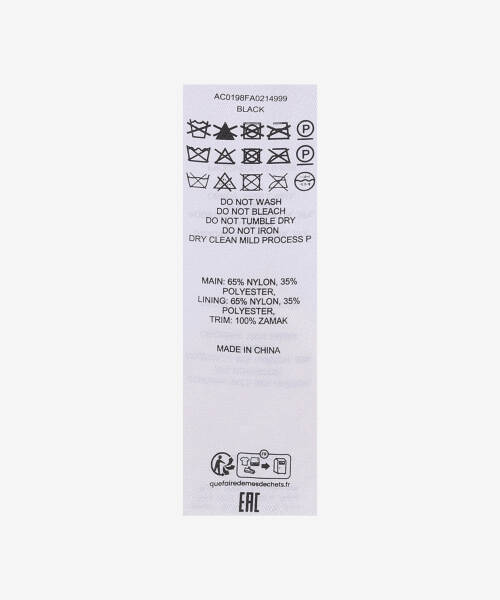 AC0198FA0214999
BLACK
P
P
DO NOT WASH
DO NOT BLEACH
DO NOT TUMBLE DRY
DO NOT IRON
DRY CLEAN MILD PROCESS P
MAIN: 65% NYLON, 35%
POLYESTER,
LINING: 65% NYLON, 35%
POLYESTER,
TRIM: 100% ZAMAK
MADE IN CHINA
FR
quefairedemesdechets.fr
EAC